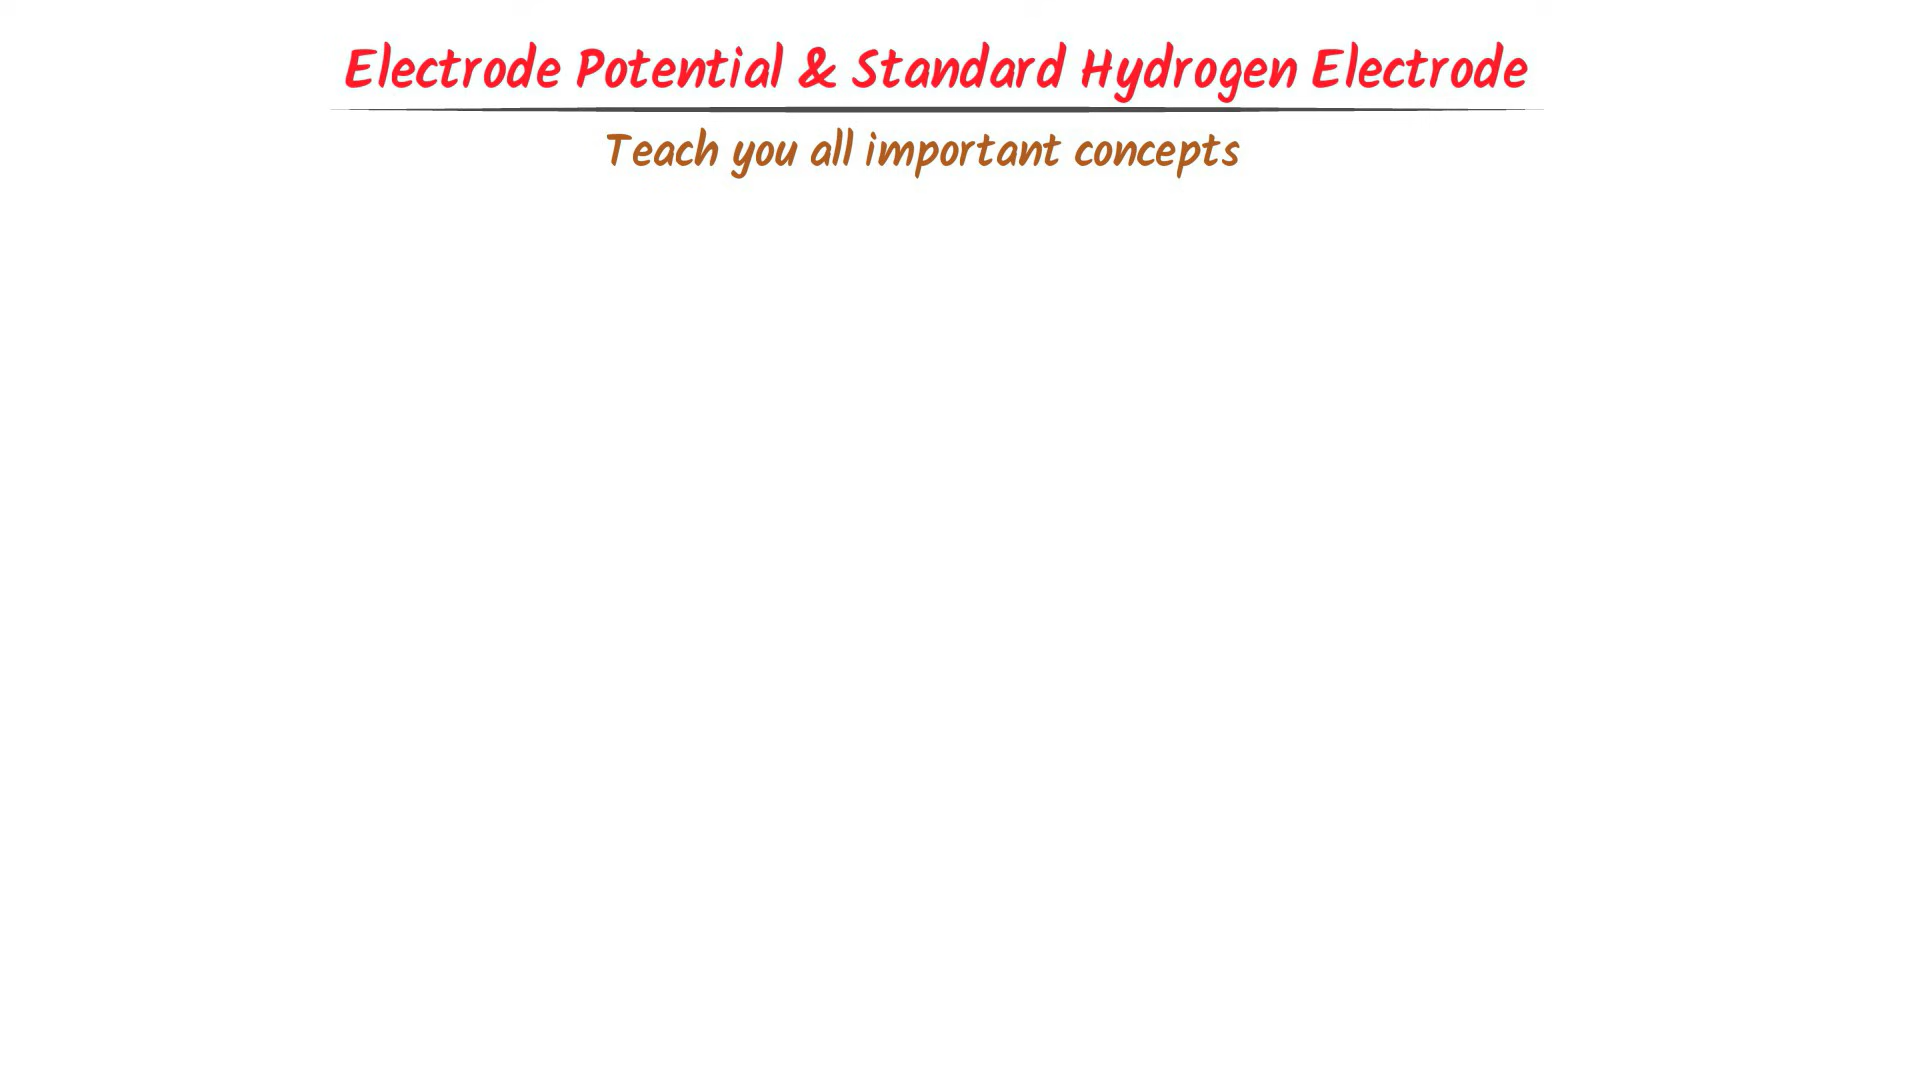 Electrode Potential & Standard Hydrogen Electrode
Teach you all important concepts